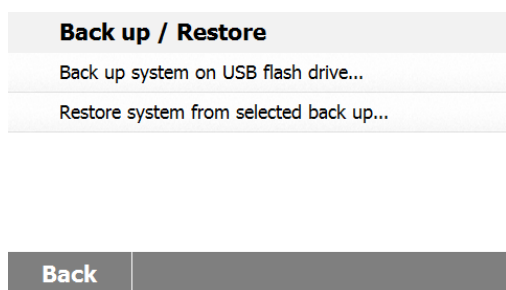 Back up / Restore
Back up system on USB flash drive...
Restore system from selected back up...
Back